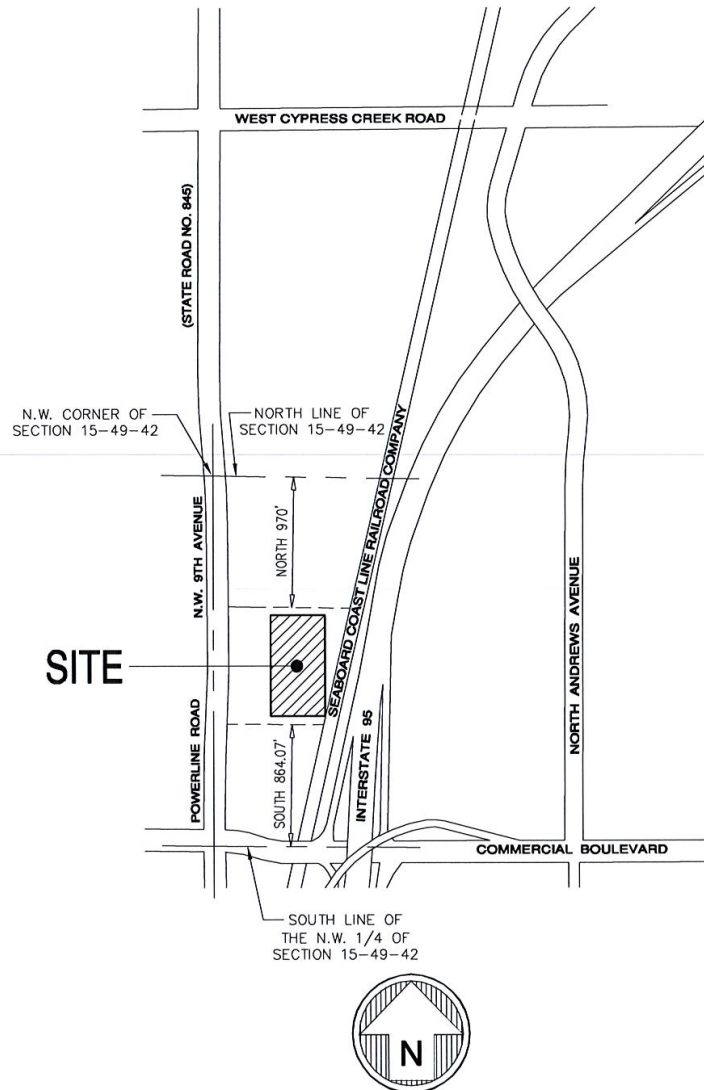 WEST CYPRESS CREEK ROAD
(STATE ROAD NO. 845)
N.W. CORNER OF
SECTION 15-49-42
NORTH LINE OF
SECTION 15-49-42
SEABOARD COAST LINE RAILROAD COMPANY
N.W. 9TH AVENUE
NORTH 970'
SITE
POWERLINE ROAD
SOUTH 864.07'
INTERSTATE 95
NORTH ANDREWS AVENUE
COMMERCIAL BOULEVARD
SOUTH LINE OF
THE N.W. 1/4 OF
SECTION 15-49-42
N